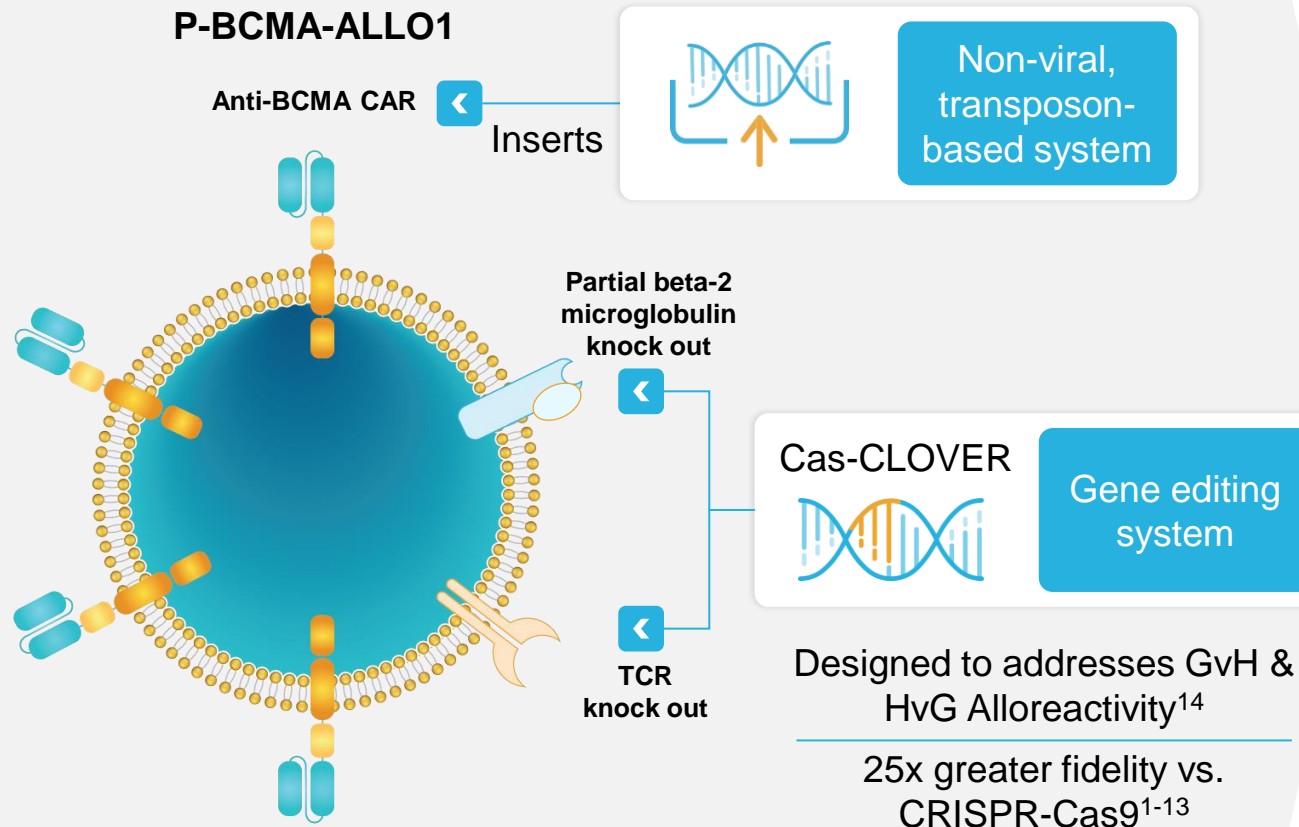 P-BCMA-ALLO1
Anti-BCMA CAR
Inserts
Non-viral,
transposon-
based system
Partial beta-2
microglobulin
knock out
Cas-CLOVER
Gene editing
system
TCR
knock out
Designed to addresses GvH &
HvG Alloreactivity14
25x greater fidelity vs.
CRISPR-Cas91-13